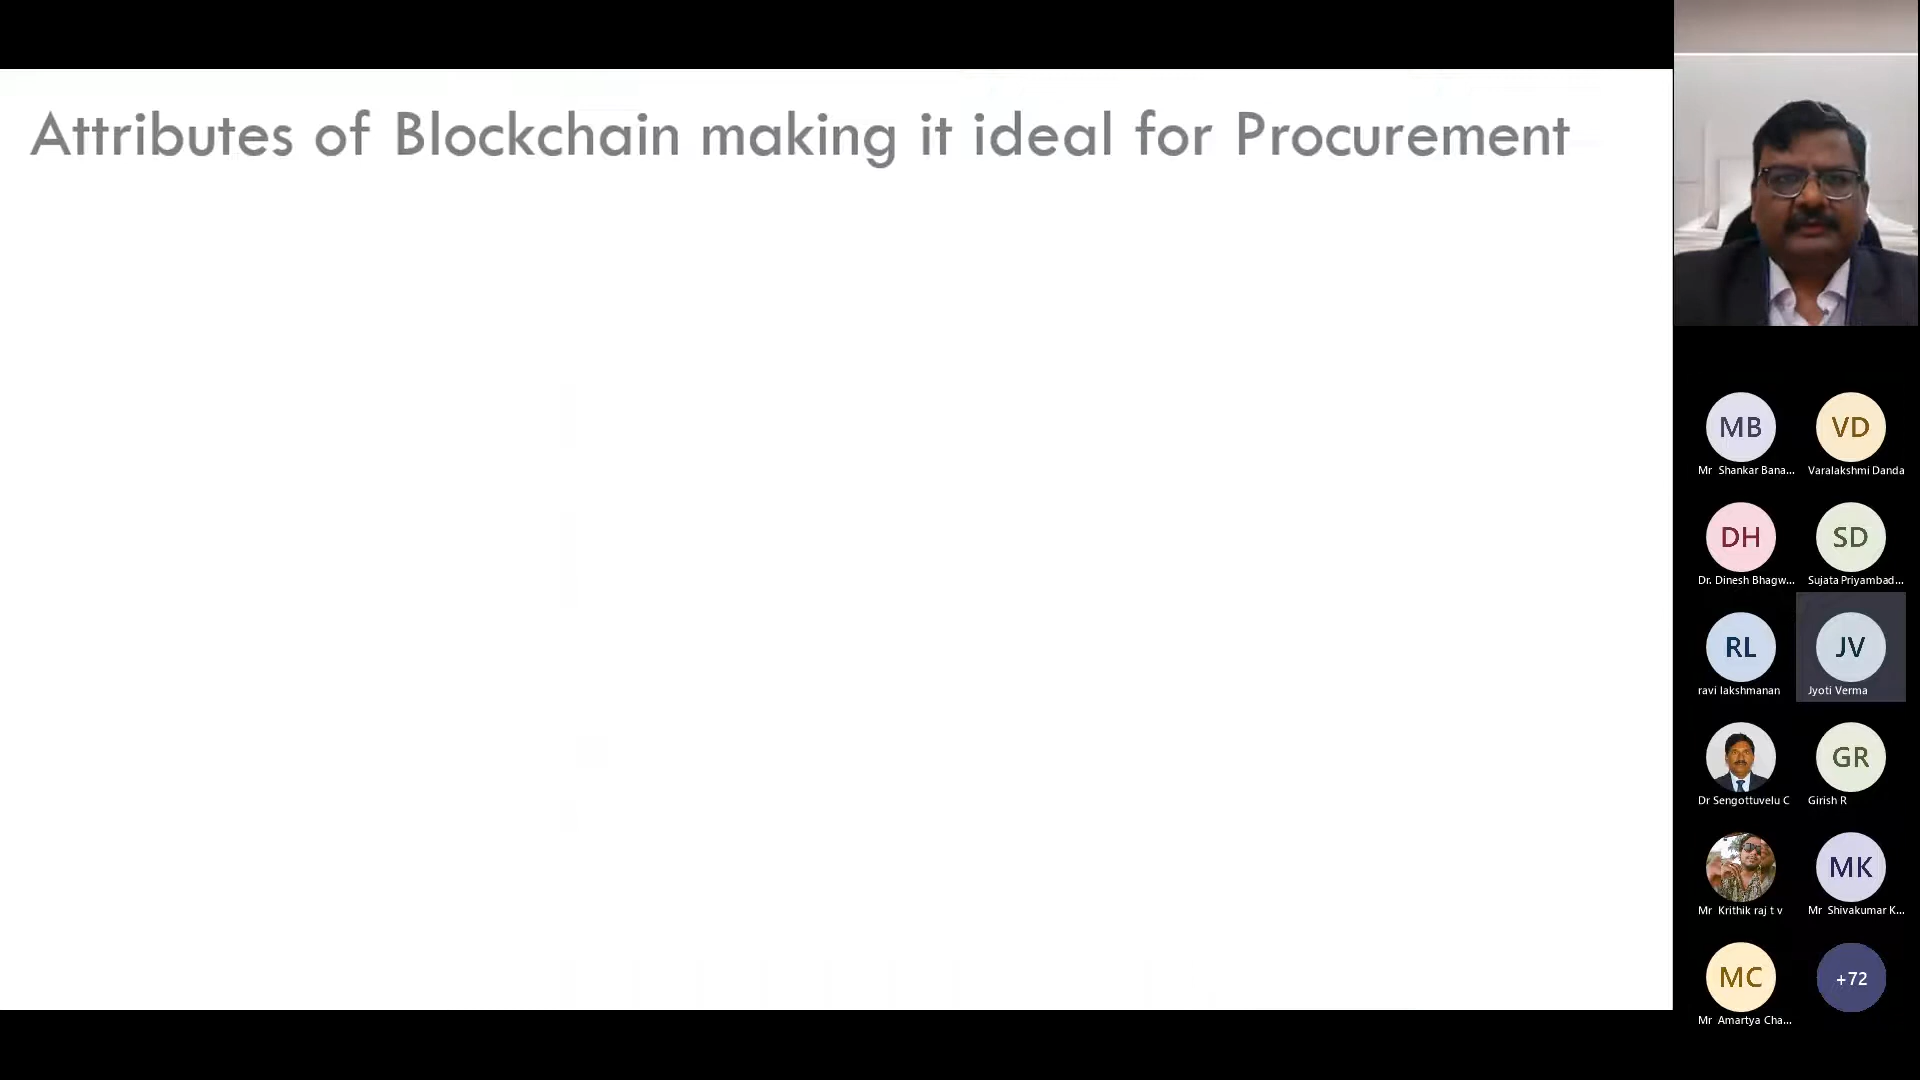 Attributes of Blockchain making it ideal for Procurement
MB
VD
Mr Shankar Bana...
Varalakshmi Danda
DH
SD
Dr. Dinesh Bhagw...
Sujata Priyambad...
RL
JV
ravi lakshmanan
Jyoti Verma
GR
Dr Sengottuvelu C
Girish R
MK
Mr Krithik raj t v
Mr Shivakumar K...
MC
+72
Mr Amartya Cha...